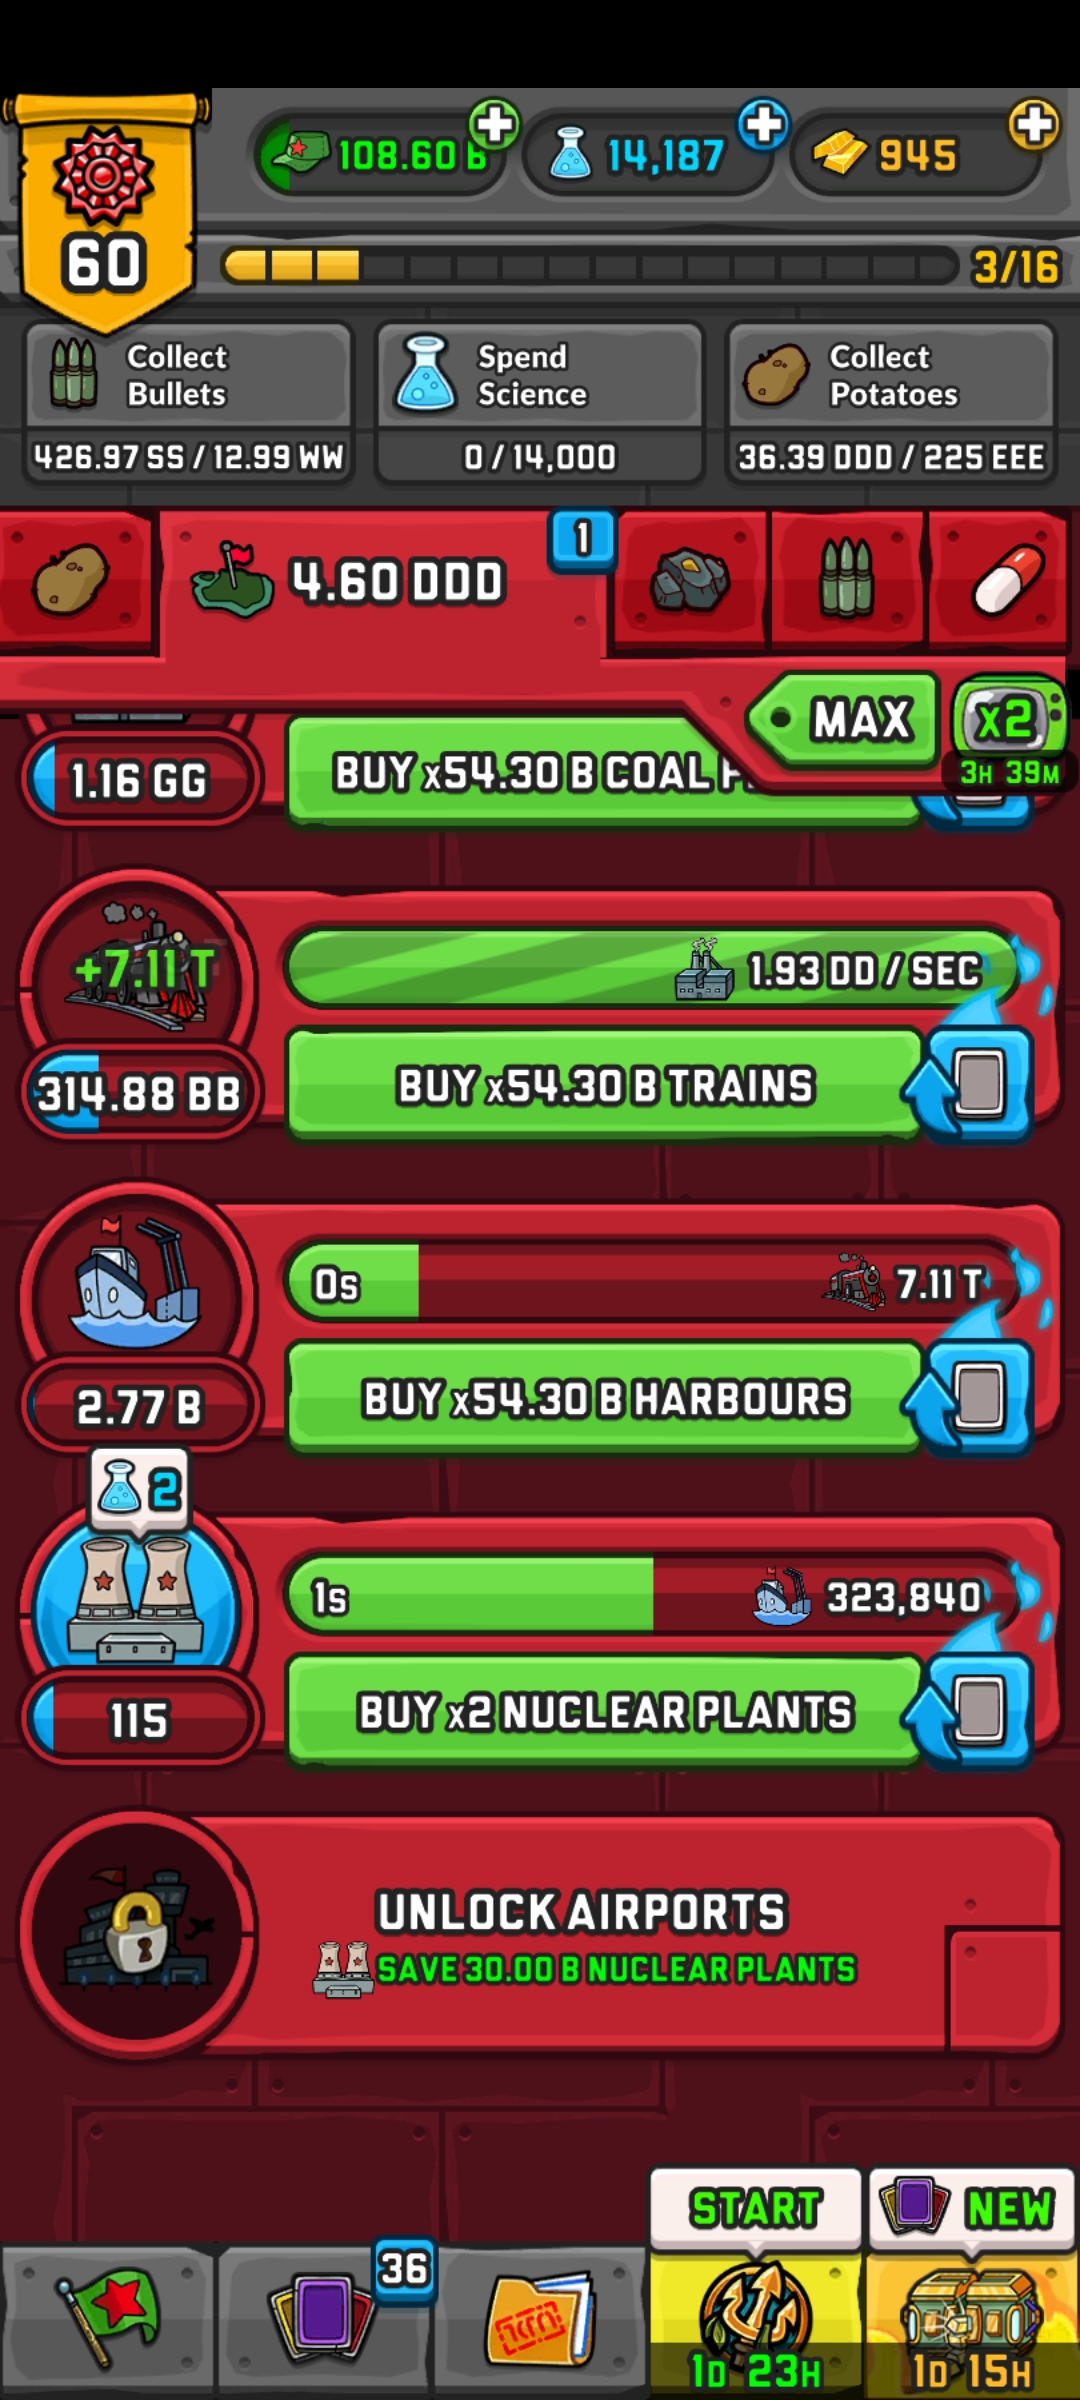 60
108.60 B
14,187
945
3/16
Collect
Bullets
426.97 SS / 12.99 WW
Spend
Science
0 / 14,000
Collect
Potatoes
36.39 DDD / 225 EEE
4.60 DDD
1
MAX
x2
3H 39M
1.16 GG
BUY x54.30 B COAL
+7.11 T
1.93 DD / SEC
314.88 BB
BUY x54.30 B TRAINS
0s
7.11 T
2.77 B
BUY x54.30 B HARBOURS
2
1s
323,840
115
BUY x2 NUCLEAR PLANTS
UNLOCK AIRPORTS
SAVE 30.00 B NUCLEAR PLANTS
START
NEW
36
1D 23H
1D 15H